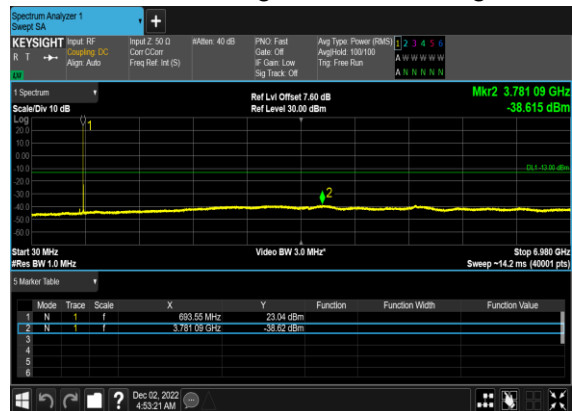 Spectrum Analyzer 1
Swept SA
+
KEYSIGHT Input: RF Input Z: 50 Ω #Atten: 40 dB PNO: Fast Avg Type: Power (RMS) 1 2 3 4 5 6
R T Coupling: DC Corr CCorr Gate: Off Avg|Hold: 100/100 A W W W W W
Align: Auto Freq Ref: Int (S) IF Gain: Low Trig: Free Run
LXI Sig Track: Off A N N N N N
1 Spectrum Ref Lvl Offset 7.60 dB Mkr2 3.781 09 GHz
Scale/Div 10 dB Ref Level 30.00 dBm -38.615 dBm
Log
20.0
10.0
0.00
-10.0
-20.0
-30.0
-40.0
-50.0
-60.0
1
DL1 -13.00 dBm
2
Start 30 MHz Video BW 3.0 MHz* Stop 6.980 GHz
#Res BW 1.0 MHz Sweep ~14.2 ms (40001 pts)
5 Marker Table
Mode Trace Scale X Y Function Function Width Function Value
1 N 1 f 693.55 MHz 23.04 dBm
2 N 1 f 3.781 09 GHz -38.62 dBm
3
4
5
6
? Dec 02, 2022
4:53:21 AM